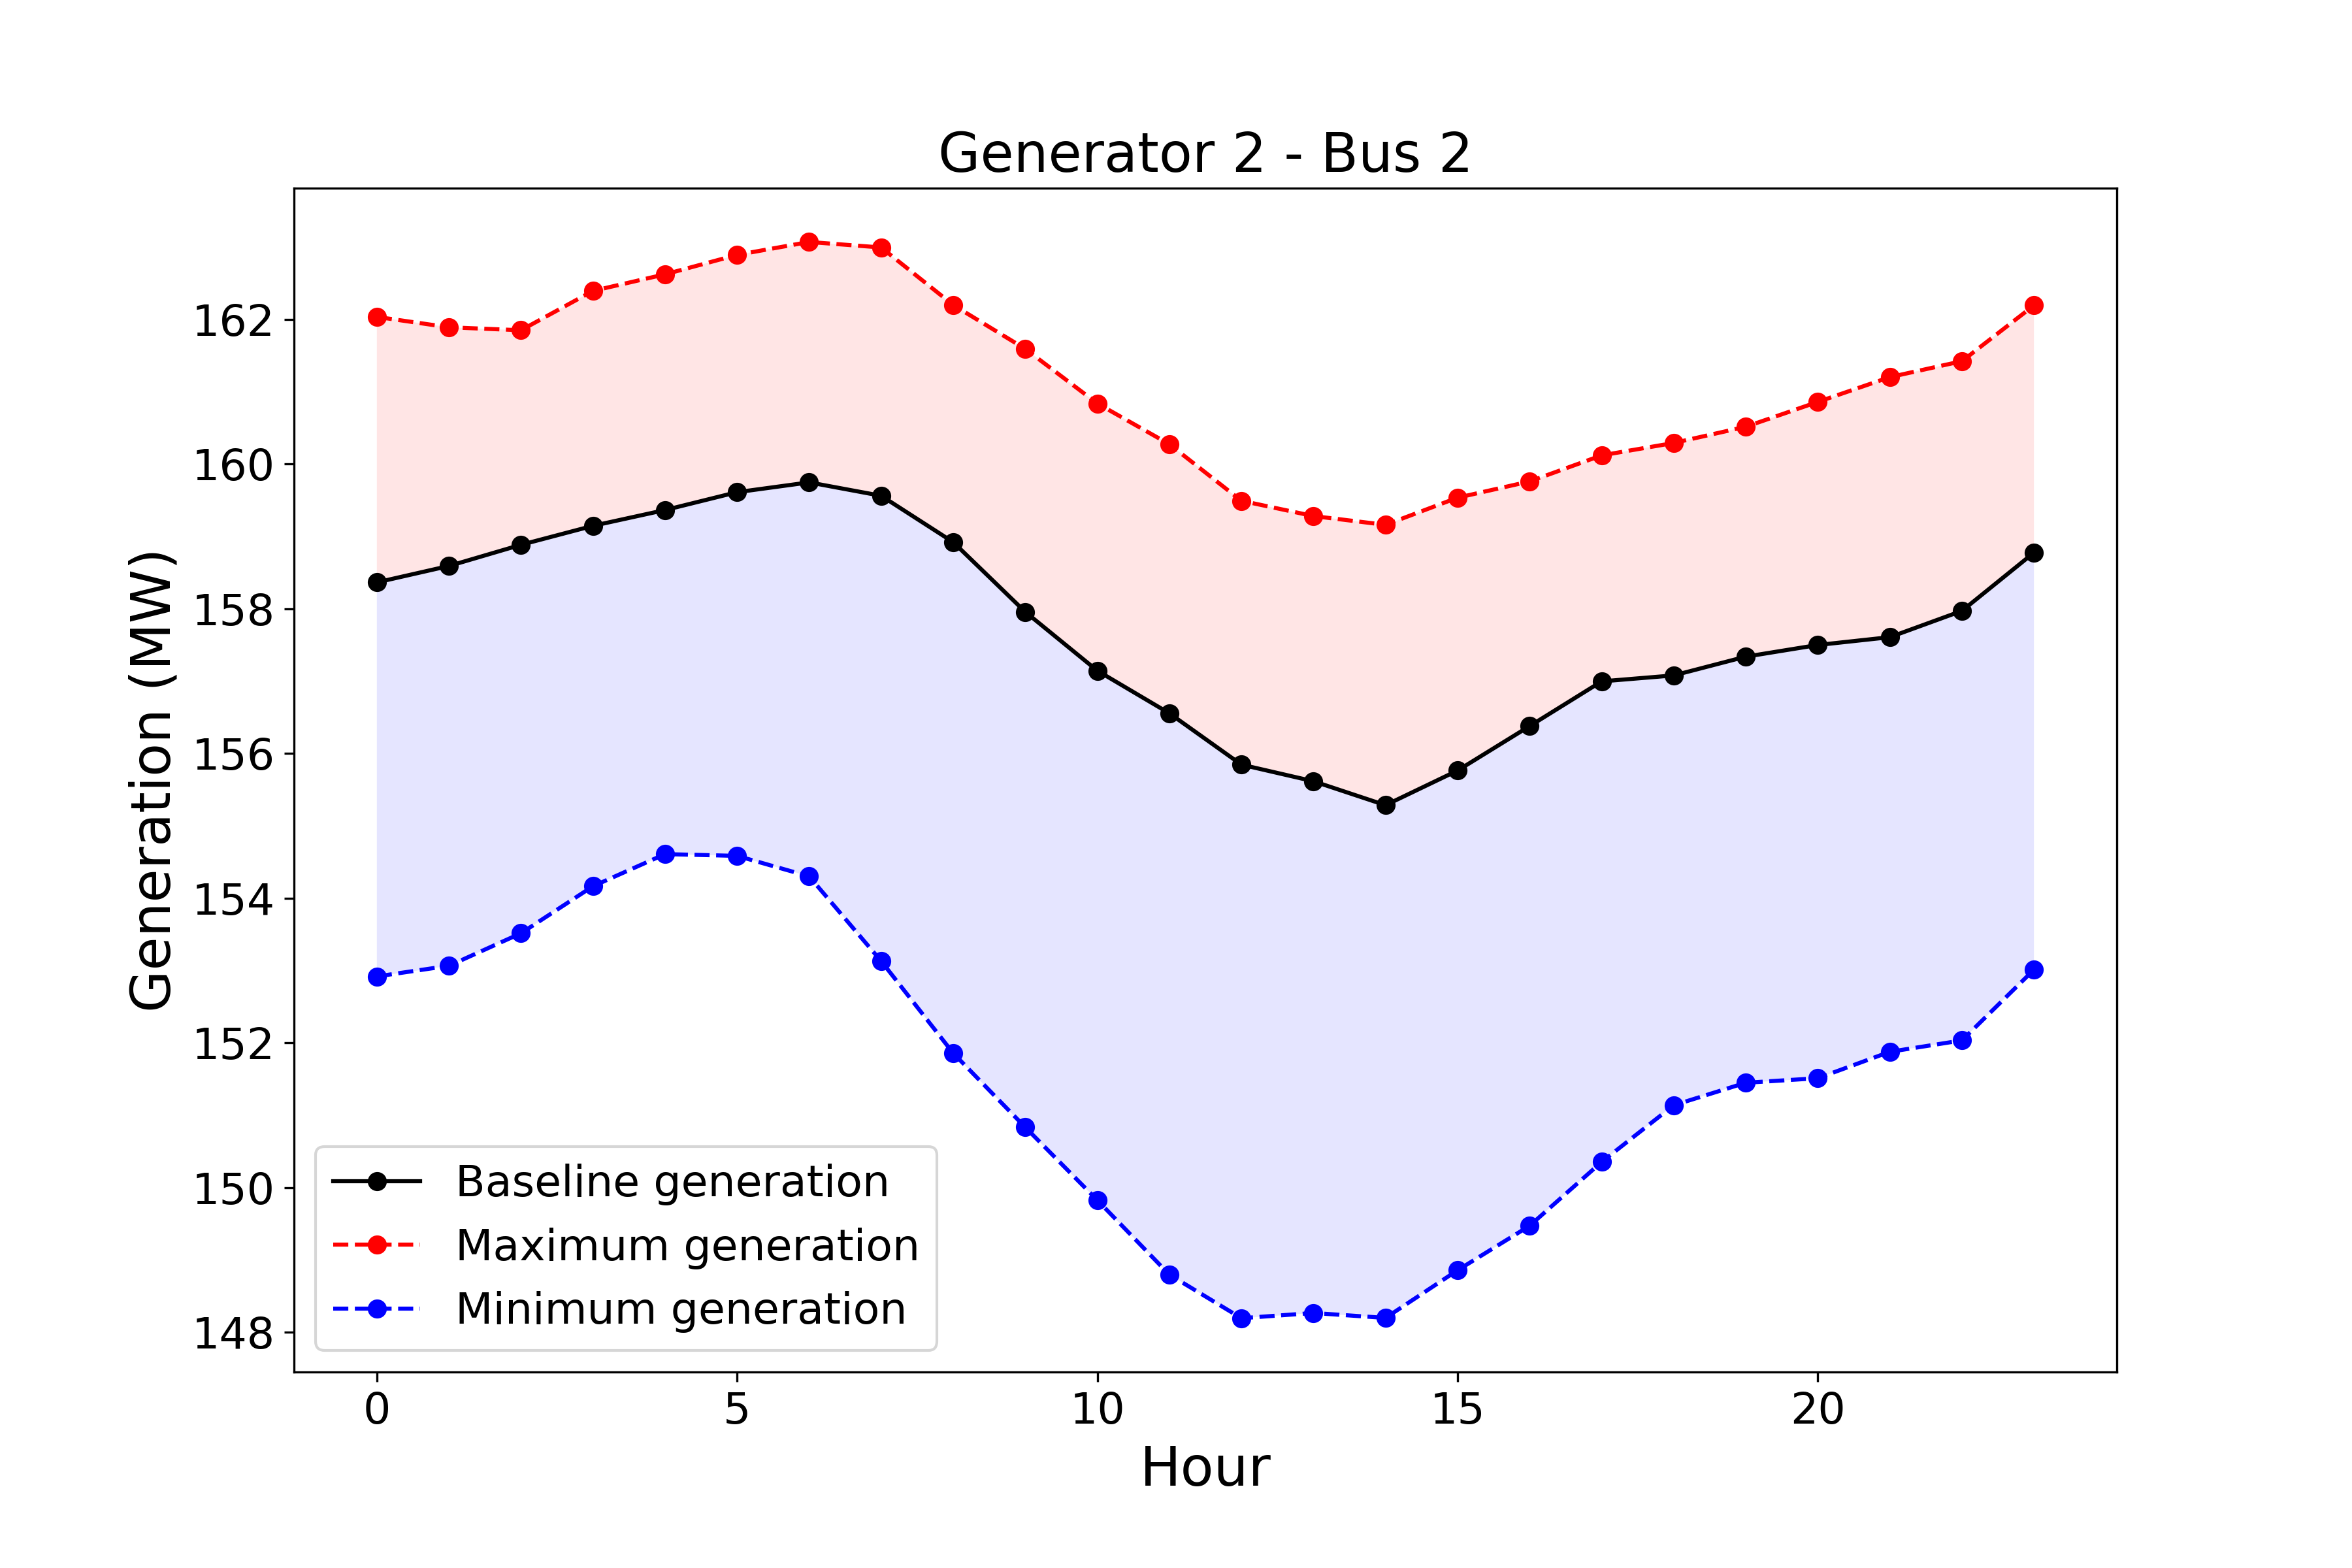 Generator 2 - Bus 2
Generation (MW)
162
160
158
156
154
152
150
148
Baseline generation
Maximum generation
Minimum generation
0 5 10 15 20
Hour